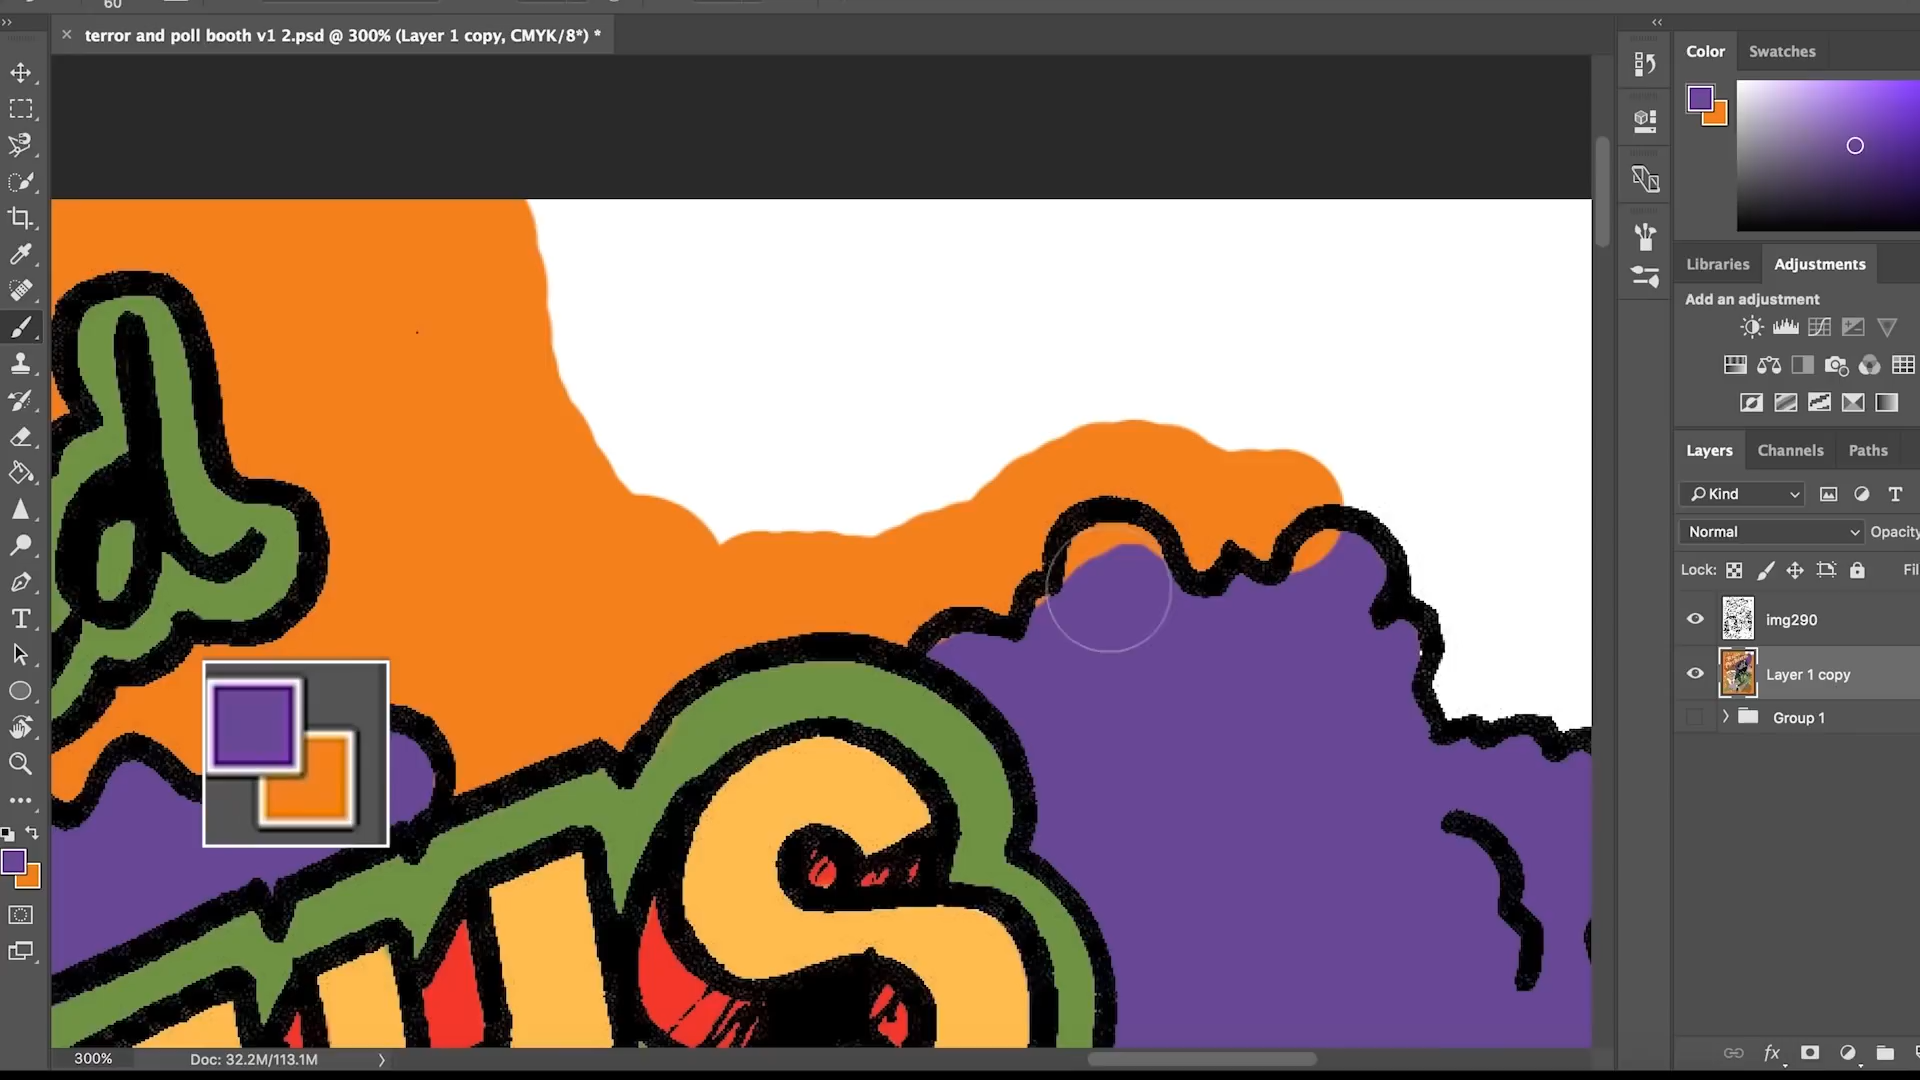 60
terror and poll booth v1 2.psd @ 300% (Layer 1 copy, CMYK/8*) *
Color
Swatches
Libraries
Adjustments
Add an adjustment
Layers
Channels
Paths
Kind
Normal
Opacity
Lock:
Fil
img290
Layer 1 copy
Group 1
fx
d
US
300%
Doc: 32.2M/113.1M